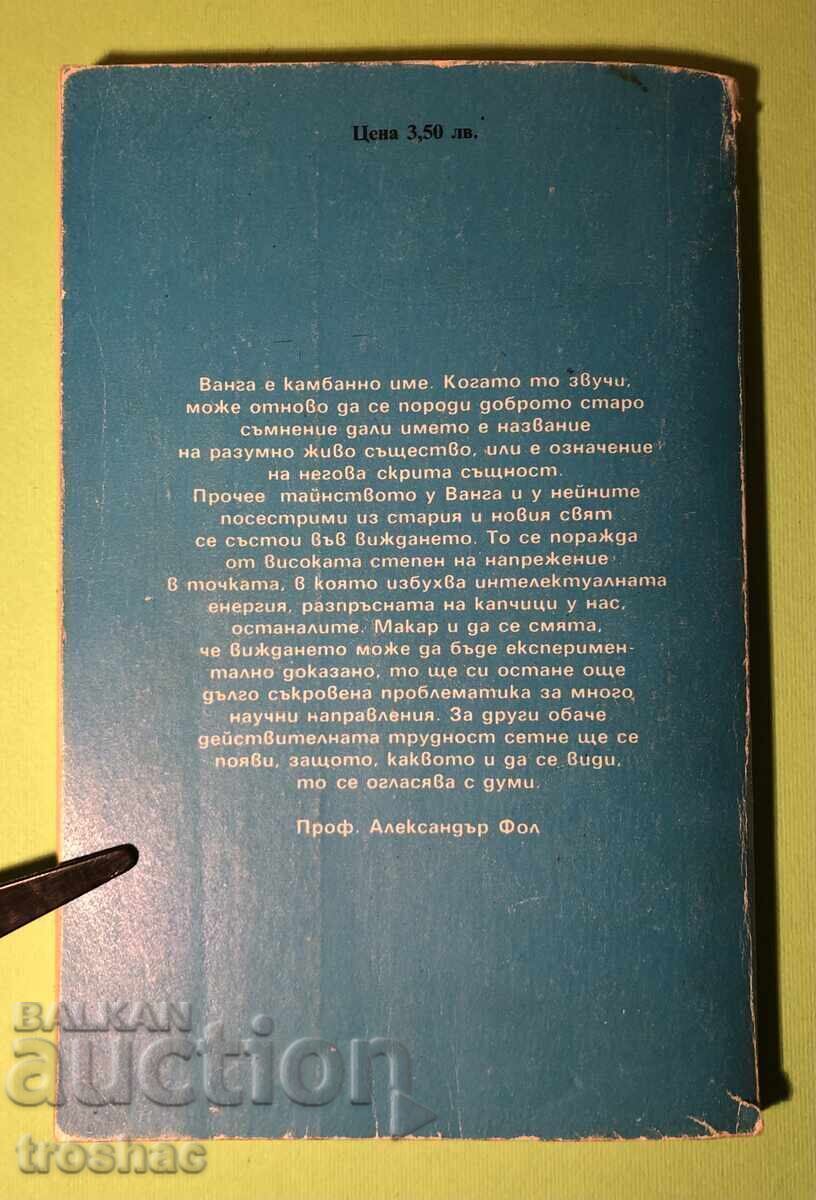 Цена 3,50 лв.
Ванга е камбанно име. Когато то звучи,
може отново да се породи доброто старо
съмнение дали името е название
на разумно живо същество, или е означение
на негова скрита същност.
Прочее тайнството у Ванга и у нейните
посестрими из стария и новия свят
се състои във виждането. То се поражда
от високата степен на напрежение
в точката, в която избухва интелектуалната
енергия, разпръсната на капчици у нас,
останалите. Макар и да се смята,
че виждането може да бъде експеримен-
тално доказано, то ще си остане още
дълго съкровена проблематика за много
научни направления. За други обаче
действителната трудност сетне ще се
появи, защото, каквото и да се види,
то се огласява с думи.
Проф. Александър Фол
BALKAN
auction
troshac